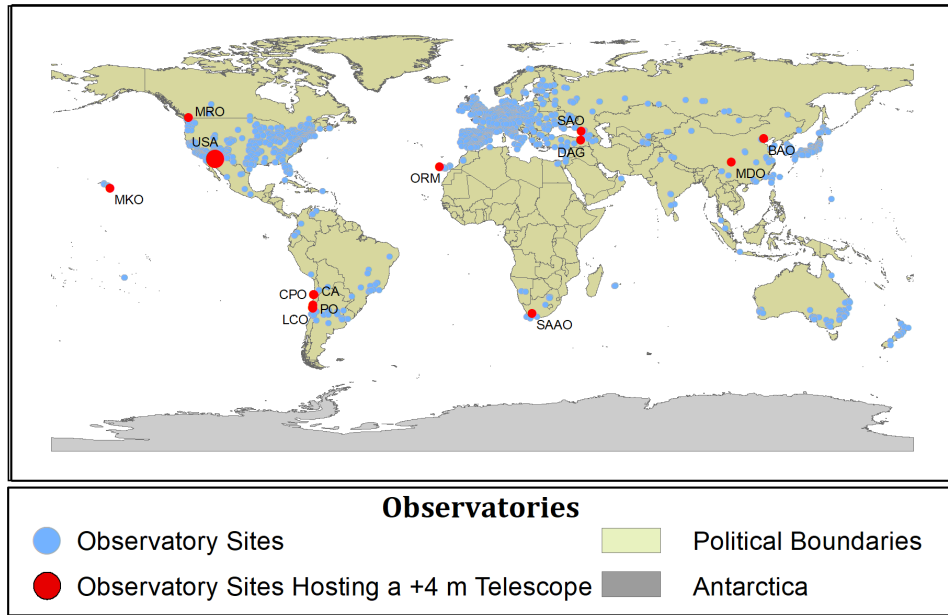 MRO
USA
MKO
SAO
DAG
ORM
BAO
MDO
CPO
CA
LCO
PO
SAAO
Observatories
Observatory Sites
Political Boundaries
Observatory Sites Hosting a +4 m Telescope
Antarctica